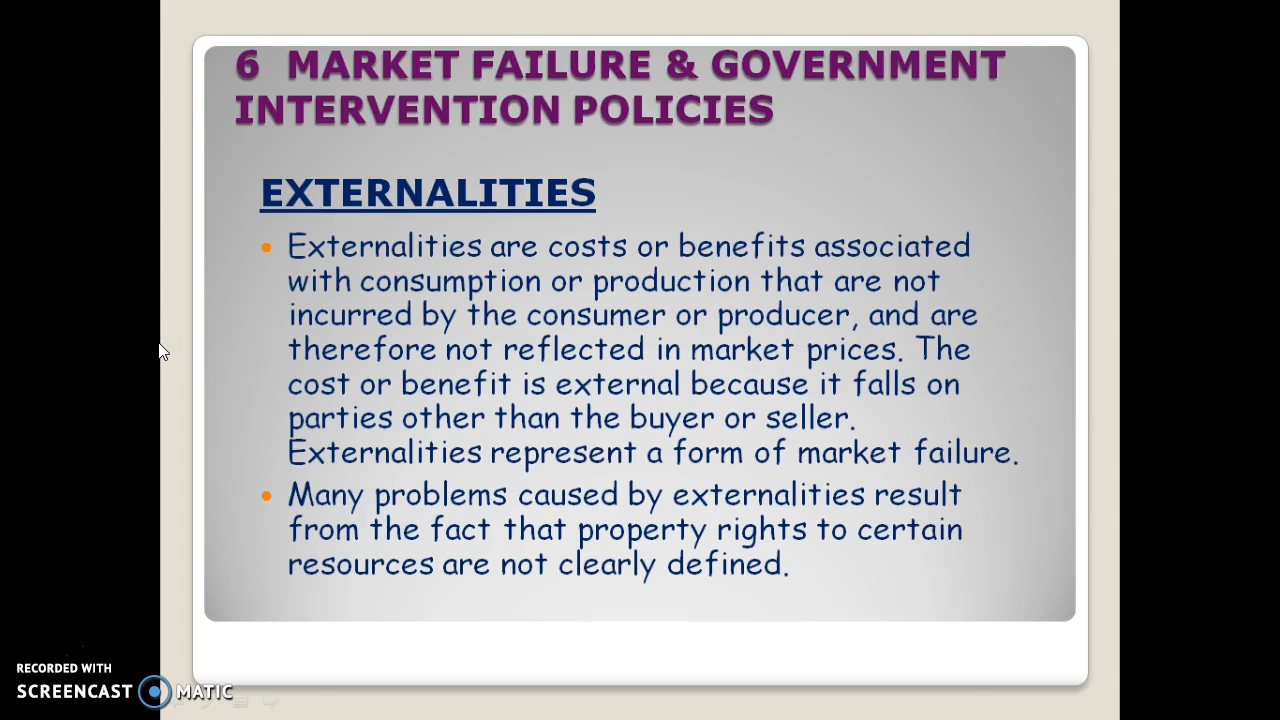 6 MARKET FAILURE & GOVERNMENT
INTERVENTION POLICIES
EXTERNALITIES
• Externalities are costs or benefits associated
with consumption or production that are not
incurred by the consumer or producer, and are
therefore not reflected in market prices. The
cost or benefit is external because it falls on
parties other than the buyer or seller.
Externalities represent a form of market failure.
• Many problems caused by externalities result
from the fact that property rights to certain
resources are not clearly defined.
RECORDED WITH
SCREENCAST MATIC